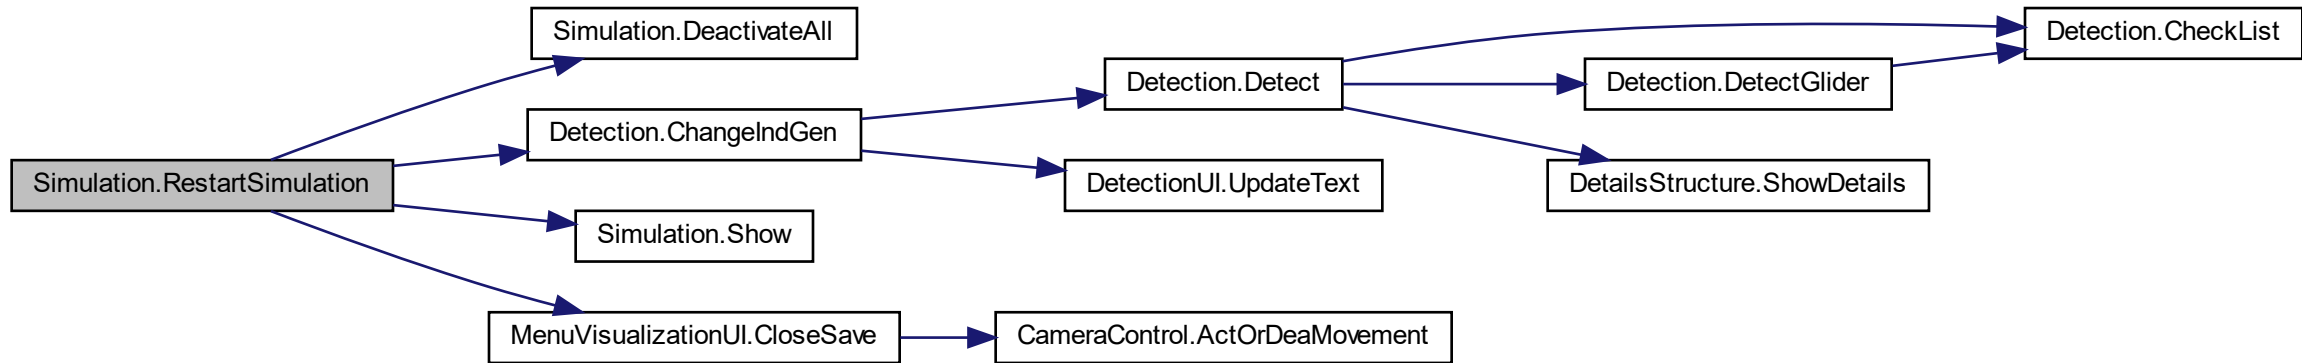 Simulation.DeactivateAll
Detection.CheckList
Detection.Detect
Detection.DetectGlider
Detection.ChangeIndGen
Simulation.RestartSimulation
DetectionUI.UpdateText
DetailsStructure.ShowDetails
Simulation.Show
MenuVisualizationUI.CloseSave
CameraControl.ActOrDeaMovement